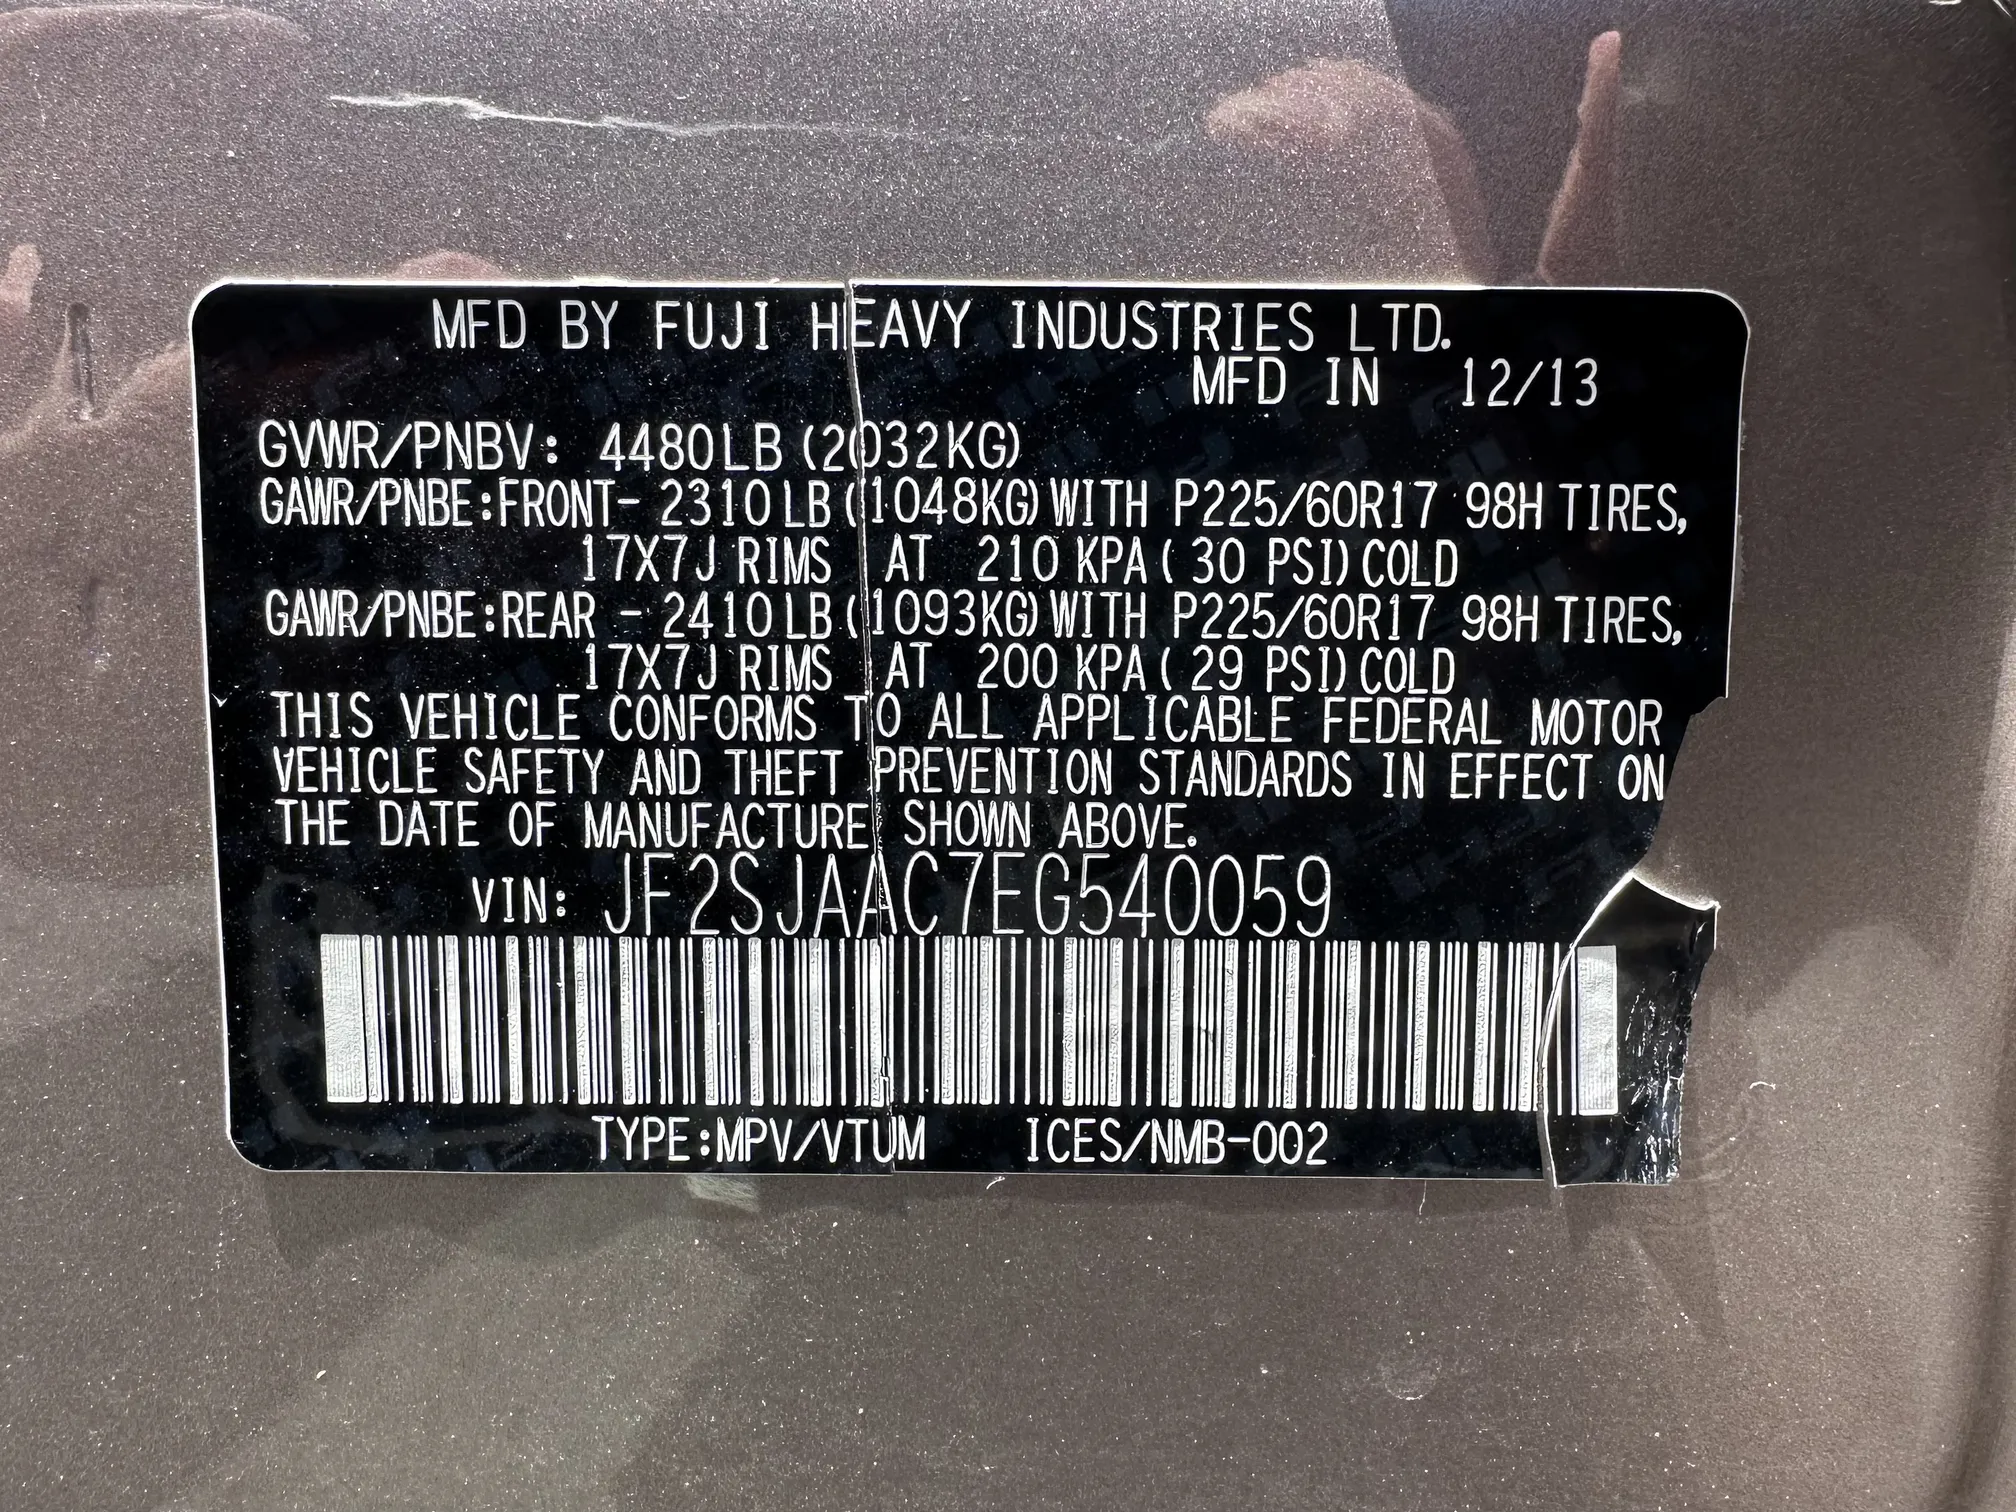 MFD BY FUJI HEAVY INDUSTRIES LTD.
MFD IN 12/13
GVWR/PNBV: 4480LB (2032KG)
GAWR/PNBE:FRONT- 2310LB (1048KG) WITH P225/60R17 98H TIRES,
17X7J RIMS AT 210 KPA ( 30 PSI) COLD
GAWR/PNBE:REAR - 2410LB (1093KG) WITH P225/60R17 98H TIRES,
17X7J RIMS AT 200 KPA ( 29 PSI) COLD
THIS VEHICLE CONFORMS TO ALL APPLICABLE FEDERAL MOTOR
VEHICLE SAFETY AND THEFT PREVENTION STANDARDS IN EFFECT ON
THE DATE OF MANUFACTURE SHOWN ABOVE.
VIN: JF2SJAAC7EG540059
TYPE:MPV/VTUM ICES/NMB-002